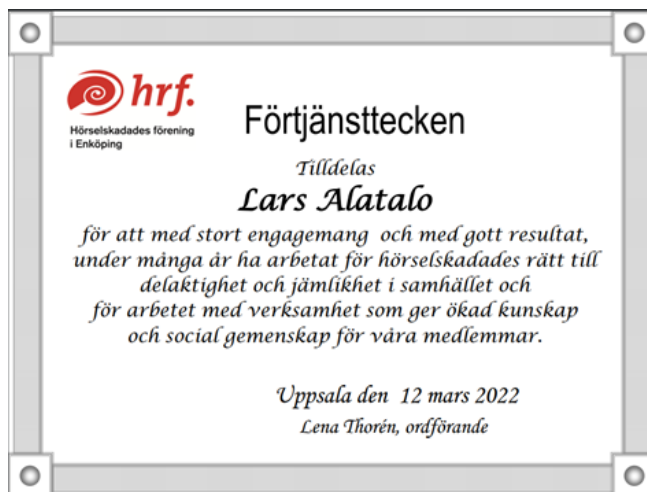 hrf.
Hörselskadades förening
i Enköping
Förtjänsttecken
Tilldelas
Lars Alatalo
för att med stort engagemang och med gott resultat,
under många år ha arbetat för hörselskadades rätt till
delaktighet och jämlikhet i samhället och
för arbetet med verksamhet som ger ökad kunskap
och social gemenskap för våra medlemmar.
Uppsala den 12 mars 2022
Lena Thorén, ordförande